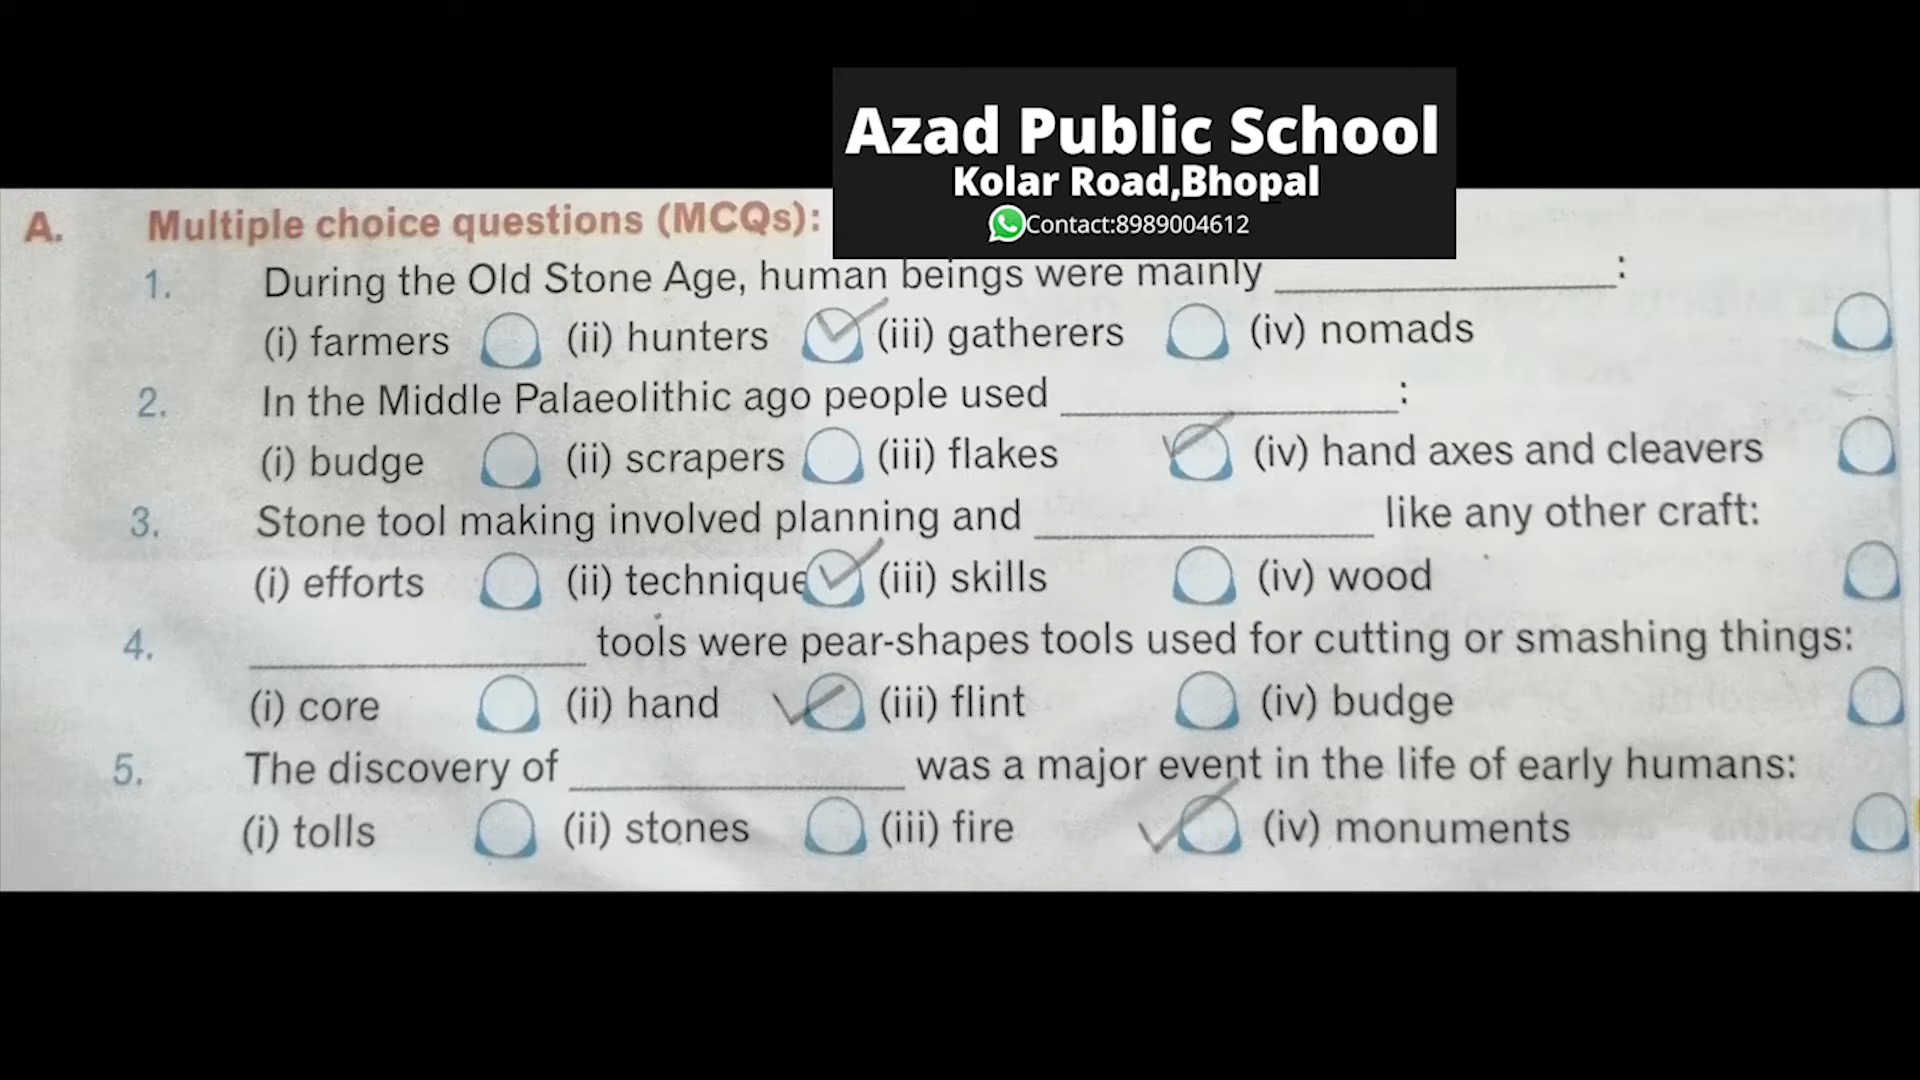 Azad Public School
Kolar Road,Bhopal
Contact:8989004612
A. Multiple choice questions (MCQs):
1. During the Old Stone Age, human beings were mainly ____________:
(i) farmers (ii) hunters (iii) gatherers (iv) nomads
2. In the Middle Palaeolithic ago people used ____________:
(i) budge (ii) scrapers (iii) flakes (iv) hand axes and cleavers
3. Stone tool making involved planning and ____________ like any other craft:
(i) efforts (ii) technique (iii) skills (iv) wood
4. ____________ tools were pear-shapes tools used for cutting or smashing things:
(i) core (ii) hand (iii) flint (iv) budge
5. The discovery of ____________ was a major event in the life of early humans:
(i) tolls (ii) stones (iii) fire (iv) monuments